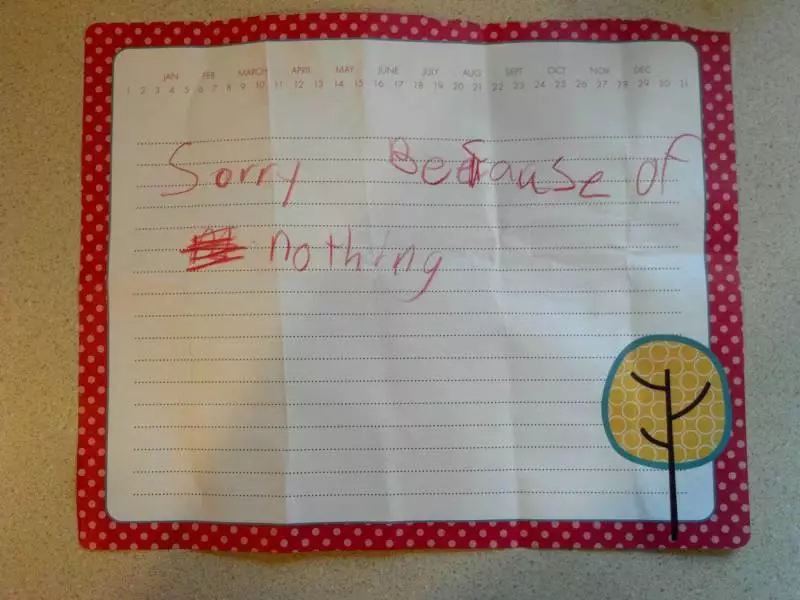 JAN FEB MARCH APRIL MAY JUNE JULY AUG SEPT OCT NOV DEC
1 2 3 4 5 6 7 8 9 10 11 12 13 14 15 16 17 18 19 20 21 22 23 24 25 26 27 28 29 30 31
Sorry Because of
nothing